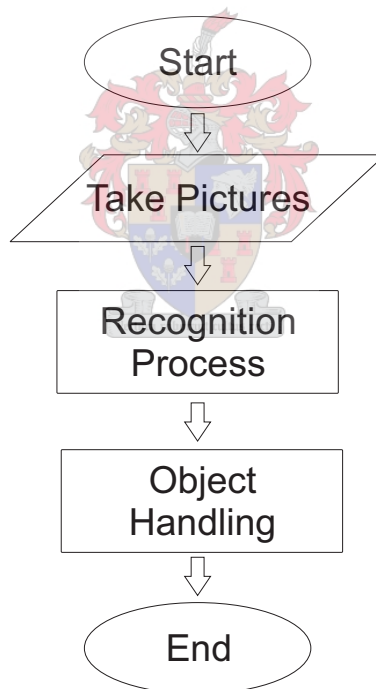 Start
Take Pictures
Recognition
Process
Object
Handling
End